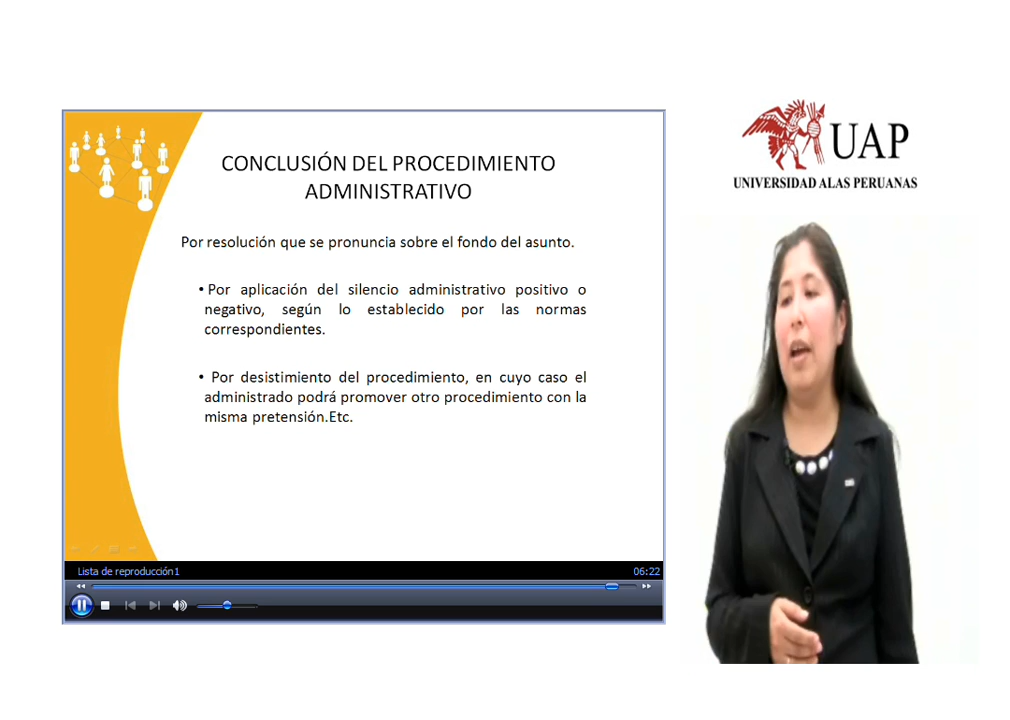 CONCLUSIÓN DEL PROCEDIMIENTO
ADMINISTRATIVO
Por resolución que se pronuncia sobre el fondo del asunto.
• Por aplicación del silencio administrativo positivo o
negativo, según lo establecido por las normas
correspondientes.
• Por desistimiento del procedimiento, en cuyo caso el
administrado podrá promover otro procedimiento con la
misma pretensión.Etc.
Lista de reproducción1
06:22
UAP
UNIVERSIDAD ALAS PERUANAS